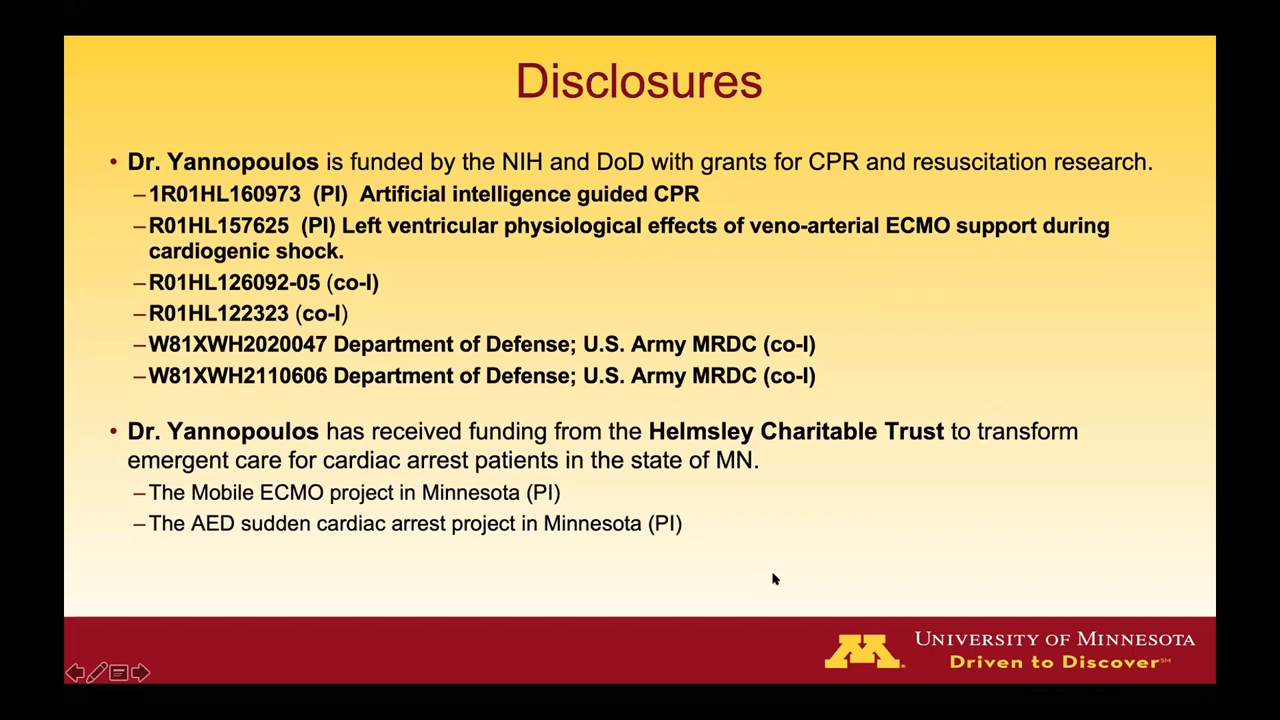 Disclosures
• Dr. Yannopoulos is funded by the NIH and DoD with grants for CPR and resuscitation research.
–1R01HL160973 (PI) Artificial intelligence guided CPR
–R01HL157625 (PI) Left ventricular physiological effects of veno-arterial ECMO support during
cardiogenic shock.
–R01HL126092-05 (co-I)
–R01HL122323 (co-I)
–W81XWH2020047 Department of Defense; U.S. Army MRDC (co-I)
–W81XWH2110606 Department of Defense; U.S. Army MRDC (co-I)
• Dr. Yannopoulos has received funding from the Helmsley Charitable Trust to transform
emergent care for cardiac arrest patients in the state of MN.
–The Mobile ECMO project in Minnesota (PI)
–The AED sudden cardiac arrest project in Minnesota (PI)
M
UNIVERSITY OF MINNESOTA
Driven to Discover℠